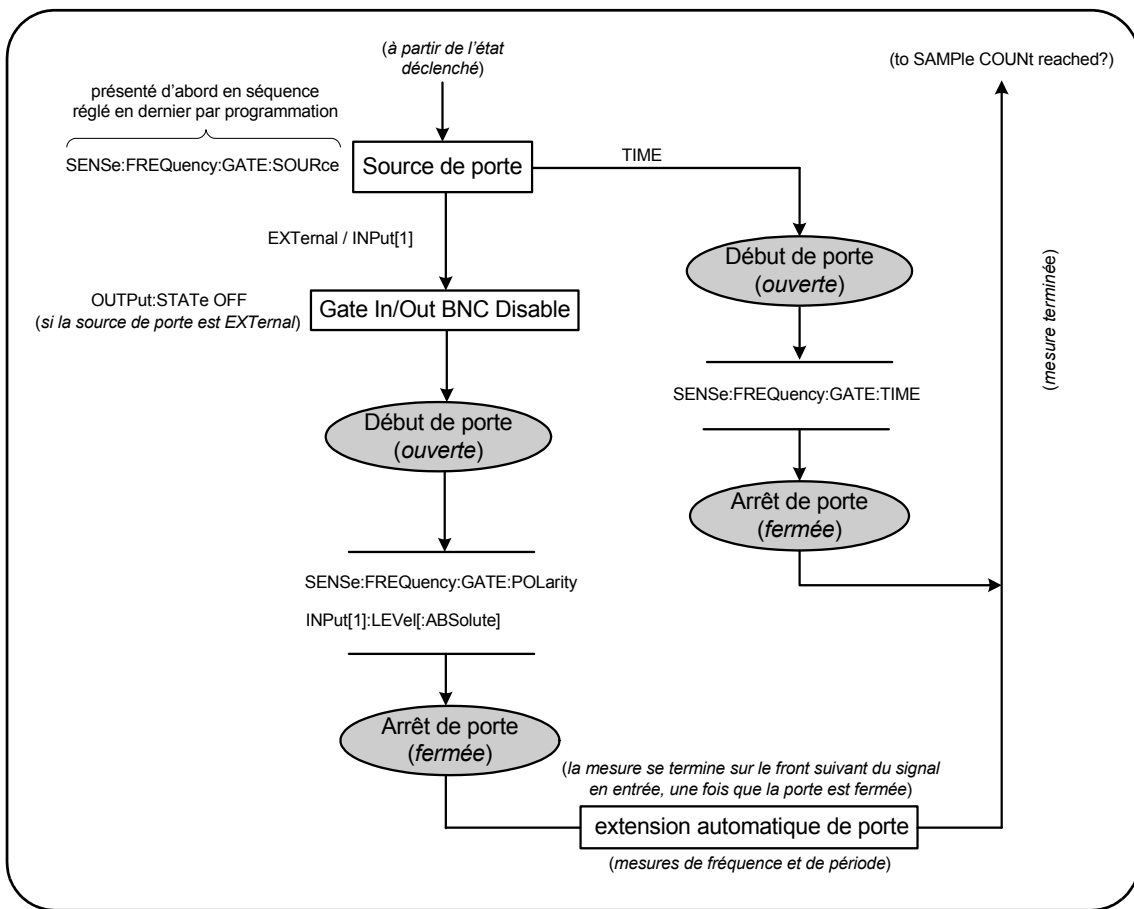 (à partir de l'état
déclenché)
(to SAMPle COUNt reached?)
présenté d'abord en séquence
réglé en dernier par programmation
SENSe:FREQuency:GATE:SOURce
Source de porte
TIME
EXTernal / INPut[1]
Début de porte
(ouverte)
OUTPut:STATe OFF
(si la source de porte est EXTernal)
Gate In/Out BNC Disable
(mesure terminée)
SENSe:FREQuency:GATE:TIME
Début de porte
(ouverte)
Arrêt de porte
(fermée)
SENSe:FREQuency:GATE:POLarity
INPut[1]:LEVel[:ABSolute]
Arrêt de porte
(fermée)
(la mesure se termine sur le front suivant du signal
en entrée, une fois que la porte est fermée)
extension automatique de porte
(mesures de fréquence et de période)